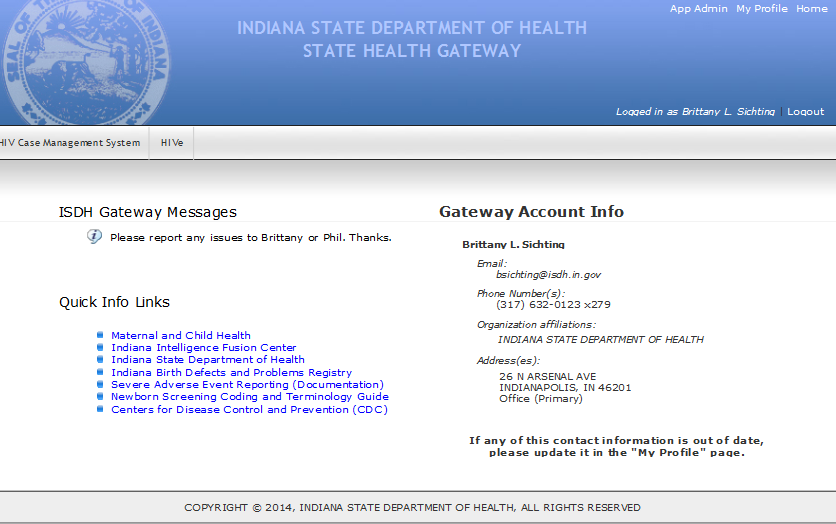 App Admin My Profile Home
INDIANA STATE DEPARTMENT OF HEALTH
STATE HEALTH GATEWAY
SEAL OF THE STATE OF INDIANA
Logged in as Brittany L. Sichting | Logout
HIV Case Management System HIVe
ISDH Gateway Messages
Please report any issues to Brittany or Phil. Thanks.
Quick Info Links
Maternal and Child Health
Indiana Intelligence Fusion Center
Indiana State Department of Health
Indiana Birth Defects and Problems Registry
Severe Adverse Event Reporting (Documentation)
Newborn Screening Coding and Terminology Guide
Centers for Disease Control and Prevention (CDC)
Gateway Account Info
Brittany L. Sichting
Email:
bsichting@isdh.in.gov
Phone Number(s):
(317) 632-0123 x279
Organization affiliations:
INDIANA STATE DEPARTMENT OF HEALTH
Address(es):
26 N ARSENAL AVE
INDIANAPOLIS, IN 46201
Office (Primary)
If any of this contact information is out of date,
please update it in the "My Profile" page.
COPYRIGHT © 2014, INDIANA STATE DEPARTMENT OF HEALTH, ALL RIGHTS RESERVED